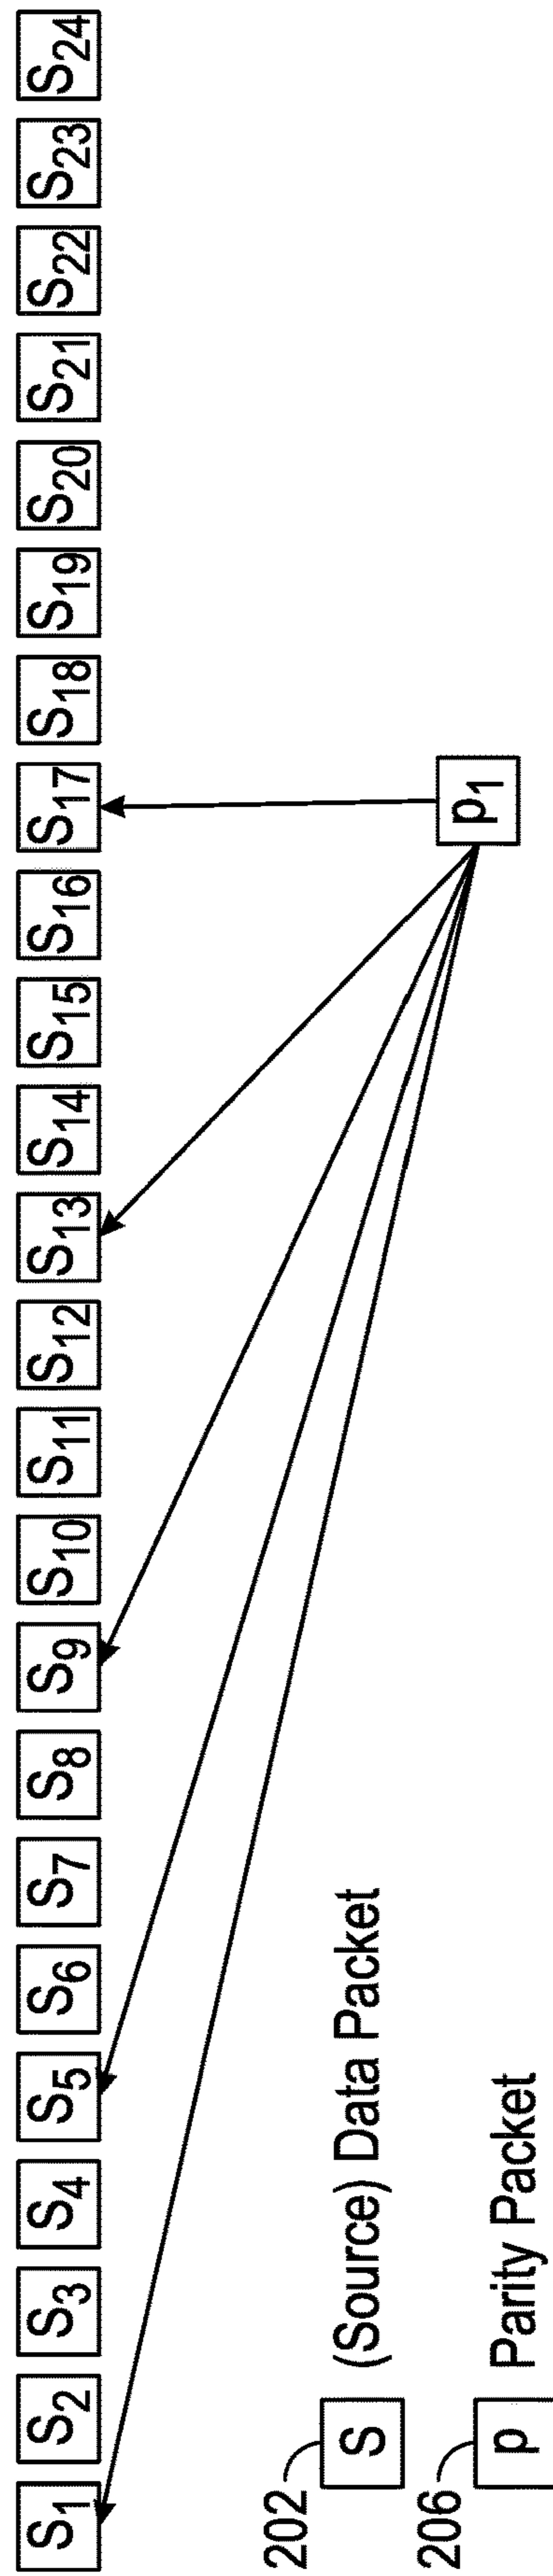 S1 S2 S3 S4 S5 S6 S7 S8 S9 S10 S11 S12 S13 S14 S15 S16 S17 S18 S19 S20 S21 S22 S23 S24
p1
202
S (Source) Data Packet
206
p Parity Packet